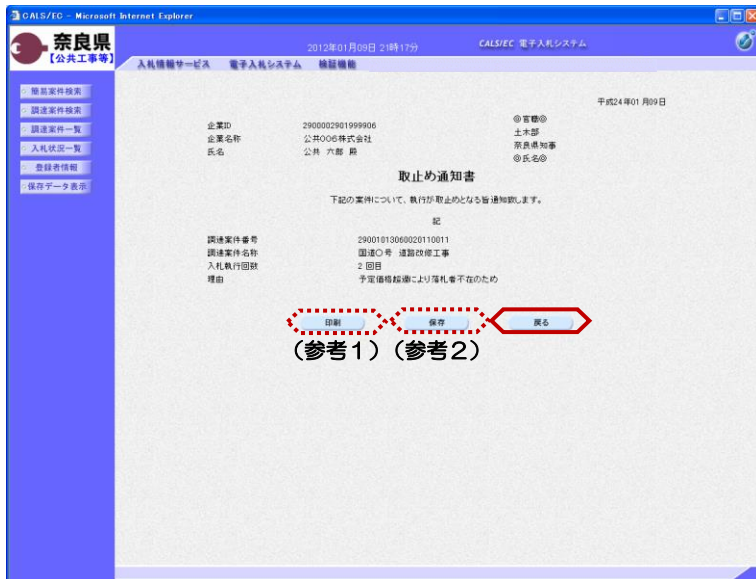 CALS/EC - Microsoft Internet Explorer
奈良県
【公共工事等】
2012年01月09日 21時17分
CALS/EC 電子入札システム
入札情報サービス 電子入札システム 検証機能
簡易案件検索
調達案件検索
調達案件一覧
入札状況一覧
登録者情報
保存データ表示
平成24年01月09日
企業ID 2900002901999906
企業名称 公共006株式会社
氏名 公共 六郎 殿
◎官職◎
土木部
奈良県知事
◎氏名◎
取止め通知書
下記の案件について、執行が取止めとなる旨通知致します。
記
調達案件番号 29001013060020110011
調達案件名称 国道〇号 道路改修工事
入札執行回数 2 回目
理由 予定価格超過により落札者不在のため
印刷 保存 戻る
（参考１）（参考２）